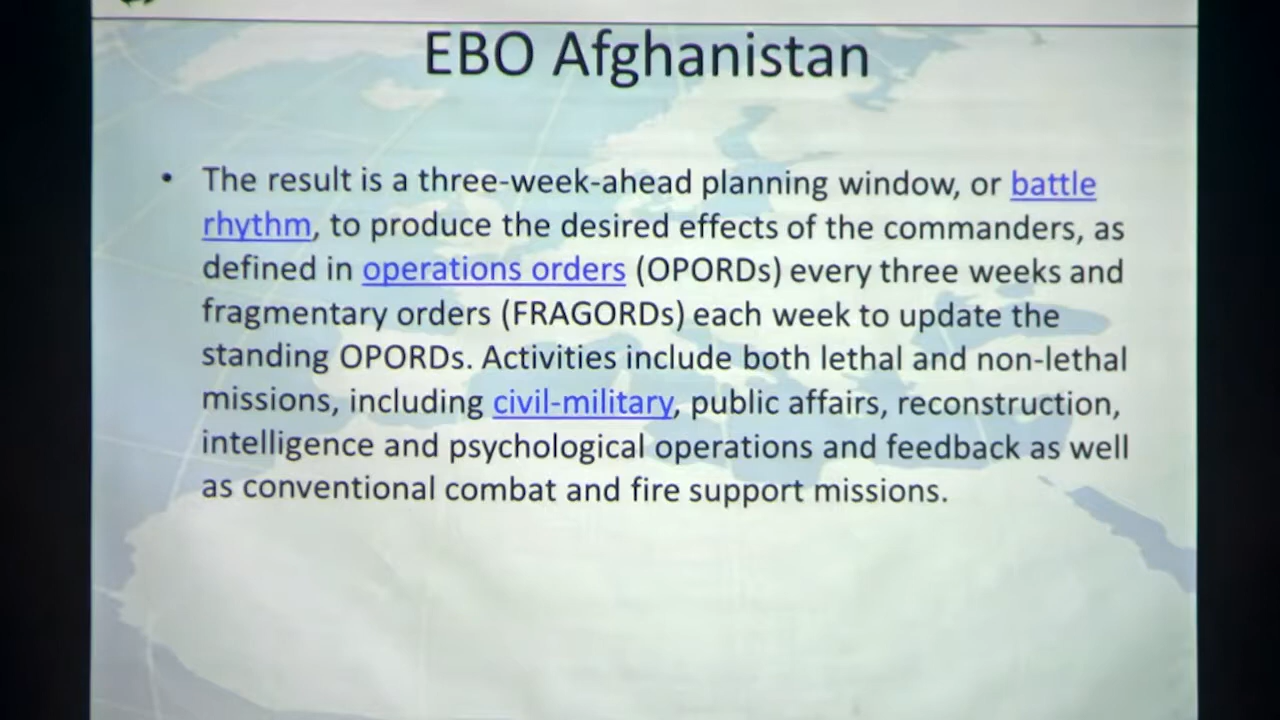 EBO Afghanistan
• The result is a three-week-ahead planning window, or battle
rhythm, to produce the desired effects of the commanders, as
defined in operations orders (OPORDs) every three weeks and
fragmentary orders (FRAGORDs) each week to update the
standing OPORDs. Activities include both lethal and non-lethal
missions, including civil-military, public affairs, reconstruction,
intelligence and psychological operations and feedback as well
as conventional combat and fire support missions.